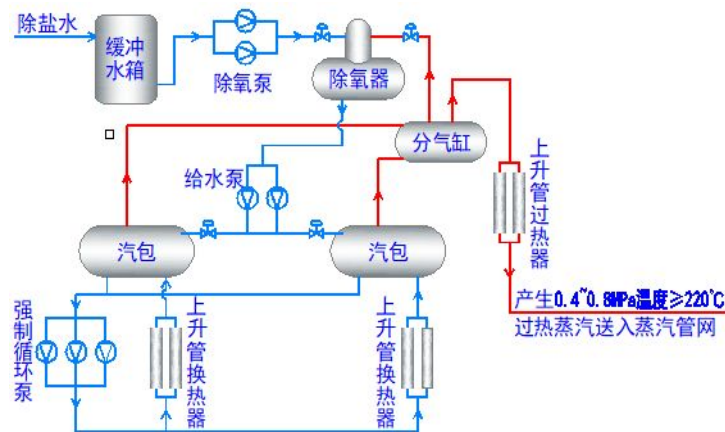 除盐水
缓冲
水箱
除氧泵
除氧器
分气缸
给水泵
上升管过热器
汽包
汽包
产生0.4~0.8MPa温度≥220℃
过热蒸汽送入蒸汽管网
强制循环泵
上升管换热器
上升管换热器